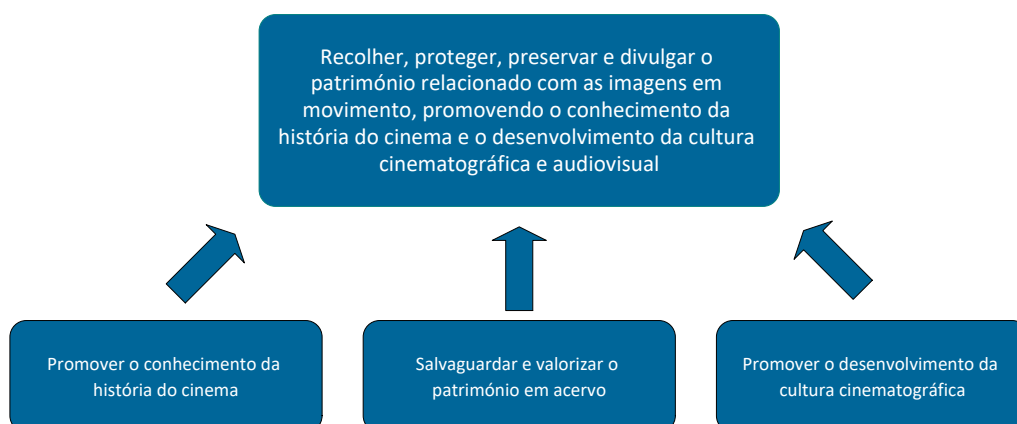 Recolher, proteger, preservar e divulgar o
património relacionado com as imagens em
movimento, promovendo o conhecimento da
história do cinema e o desenvolvimento da cultura
cinematográfica e audiovisual
Promover o conhecimento da
história do cinema
Salvaguardar e valorizar o
património em acervo
Promover o desenvolvimento da
cultura cinematográfica